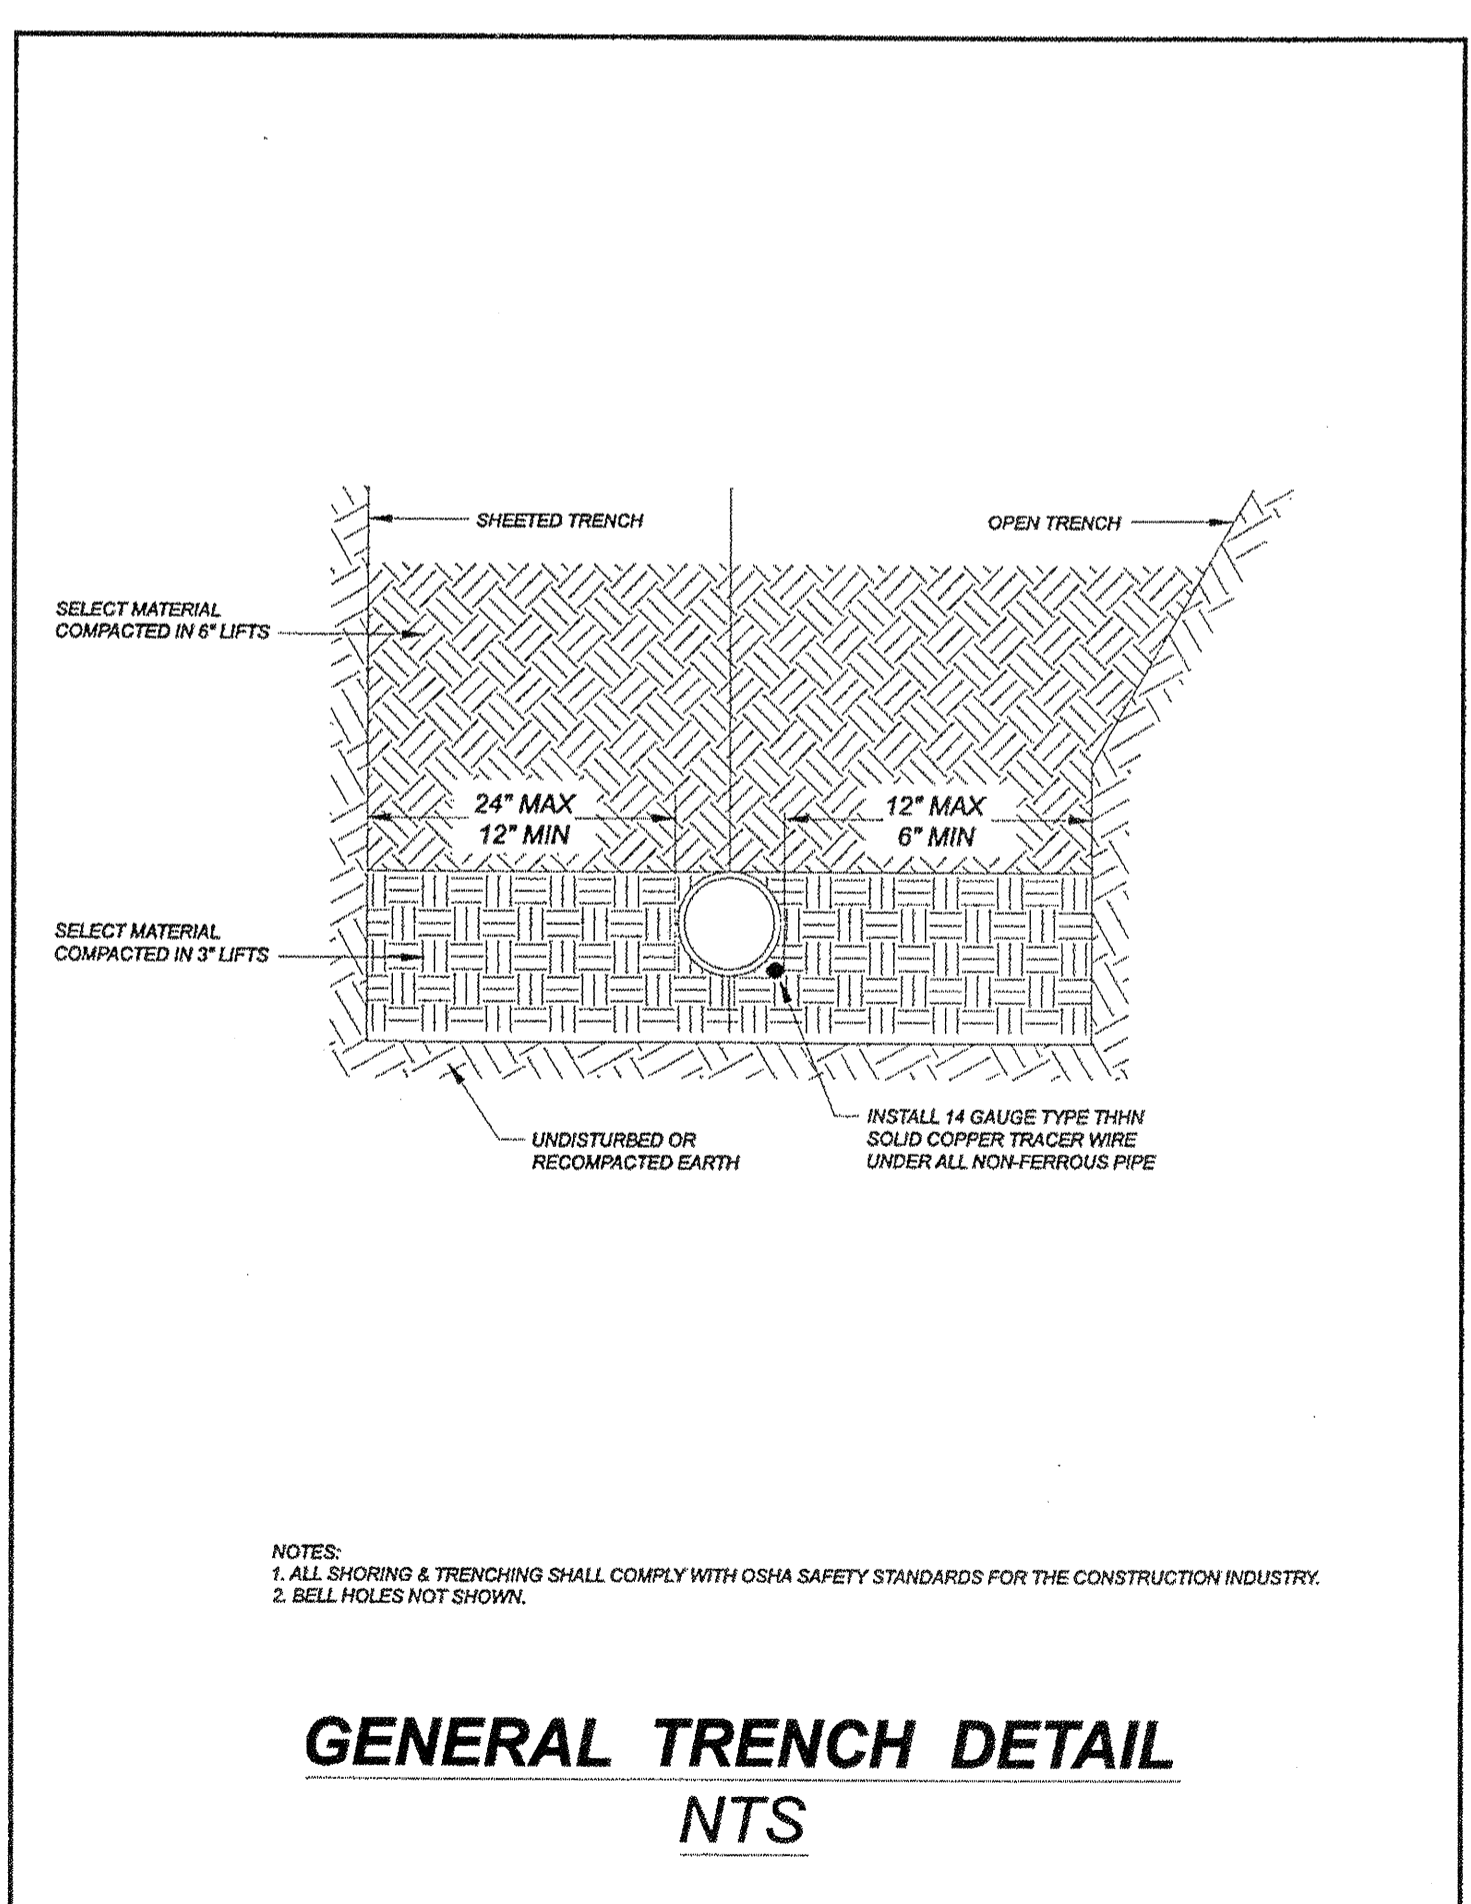 SHEETED TRENCH
OPEN TRENCH
SELECT MATERIAL
COMPACTED IN 6" LIFTS
24" MAX
12" MIN
12" MAX
6" MIN
SELECT MATERIAL
COMPACTED IN 3" LIFTS
UNDISTURBED OR
RECOMPACTED EARTH
INSTALL 14 GAUGE TYPE THHN
SOLID COPPER TRACER WIRE
UNDER ALL NON-FERROUS PIPE
NOTES:
1. ALL SHORING & TRENCHING SHALL COMPLY WITH OSHA SAFETY STANDARDS FOR THE CONSTRUCTION INDUSTRY.
2. BELL HOLES NOT SHOWN.
GENERAL TRENCH DETAIL
NTS